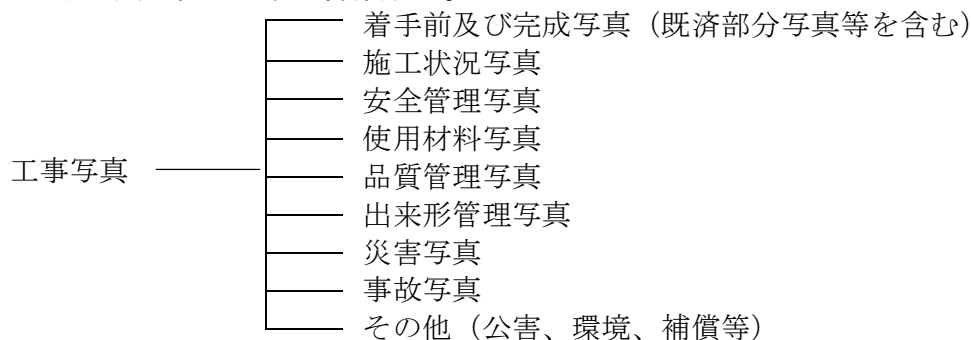 着手前及び完成写真（既済部分写真等を含む）
施工状況写真
安全管理写真
使用材料写真
工事写真
品質管理写真
出来形管理写真
災害写真
事故写真
その他（公害、環境、補償等）